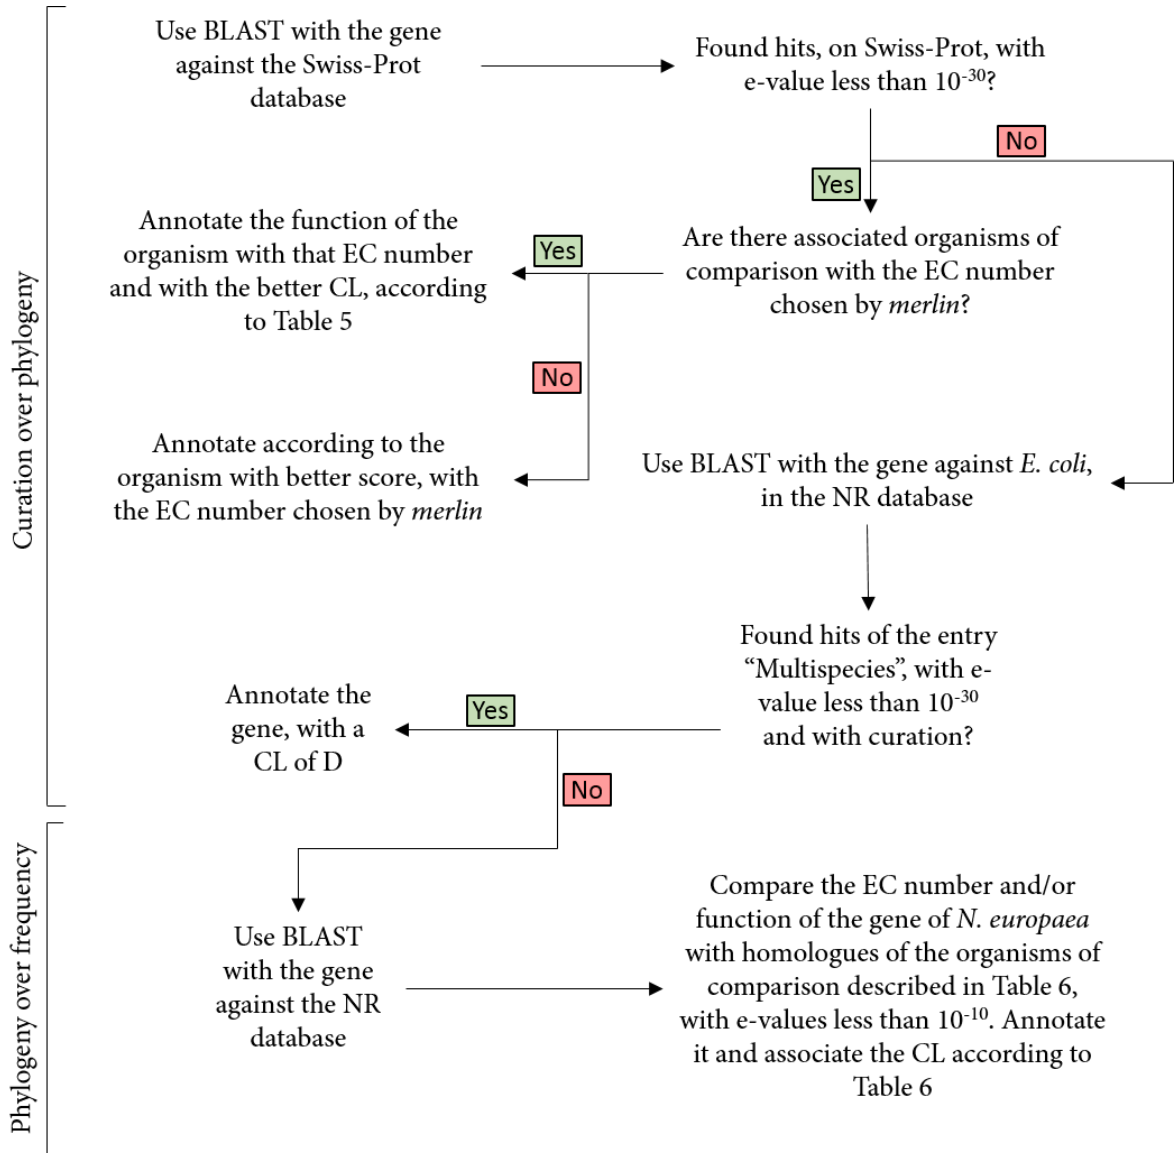 Use BLAST with the gene
against the Swiss-Prot
database
Found hits, on Swiss-Prot, with
e-value less than 10⁻³⁰?
No
Yes
Annotate the function of the
organism with that EC number
and with the better CL, according
to Table 5
Yes
Are there associated organisms of
comparison with the EC number
chosen by merlin?
No
Annotate according to the
organism with better score, with
the EC number chosen by merlin
Use BLAST with the gene against E. coli,
in the NR database
Curation over phylogeny
Found hits of the entry
“Multispecies”, with e-
value less than 10⁻³⁰
and with curation?
Annotate the
gene, with a
CL of D
Yes
No
Phylogeny over frequency
Use BLAST
with the gene
against the NR
database
Compare the EC number and/or
function of the gene of N. europaea
with homologues of the organisms of
comparison described in Table 6,
with e-values less than 10⁻¹⁰. Annotate
it and associate the CL according to
Table 6